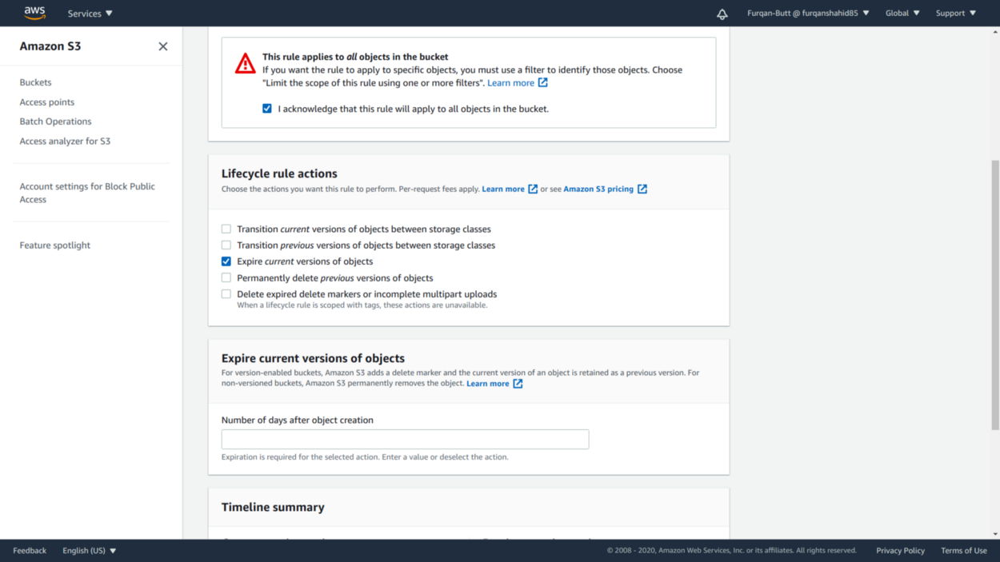 aws
Services
Furqan-Butt @ furqanshahid85
Global
Support
Amazon S3
Buckets
Access points
Batch Operations
Access analyzer for S3
Account settings for Block Public
Access
Feature spotlight
This rule applies to all objects in the bucket
If you want the rule to apply to specific objects, you must use a filter to identify those objects. Choose
"Limit the scope of this rule using one or more filters". Learn more
I acknowledge that this rule will apply to all objects in the bucket.
Lifecycle rule actions
Choose the actions you want this rule to perform. Per-request fees apply. Learn more or see Amazon S3 pricing
Transition current versions of objects between storage classes
Transition previous versions of objects between storage classes
Expire current versions of objects
Permanently delete previous versions of objects
Delete expired delete markers or incomplete multipart uploads
When a lifecycle rule is scoped with tags, these actions are unavailable.
Expire current versions of objects
For version-enabled buckets, Amazon S3 adds a delete marker and the current version of an object is retained as a previous version. For
non-versioned buckets, Amazon S3 permanently removes the object. Learn more
Number of days after object creation
Expiration is required for the selected action. Enter a value or deselect the action.
Timeline summary
Feedback
English (US)
© 2008 - 2020, Amazon Web Services, Inc. or its affiliates. All rights reserved.
Privacy Policy
Terms of Use